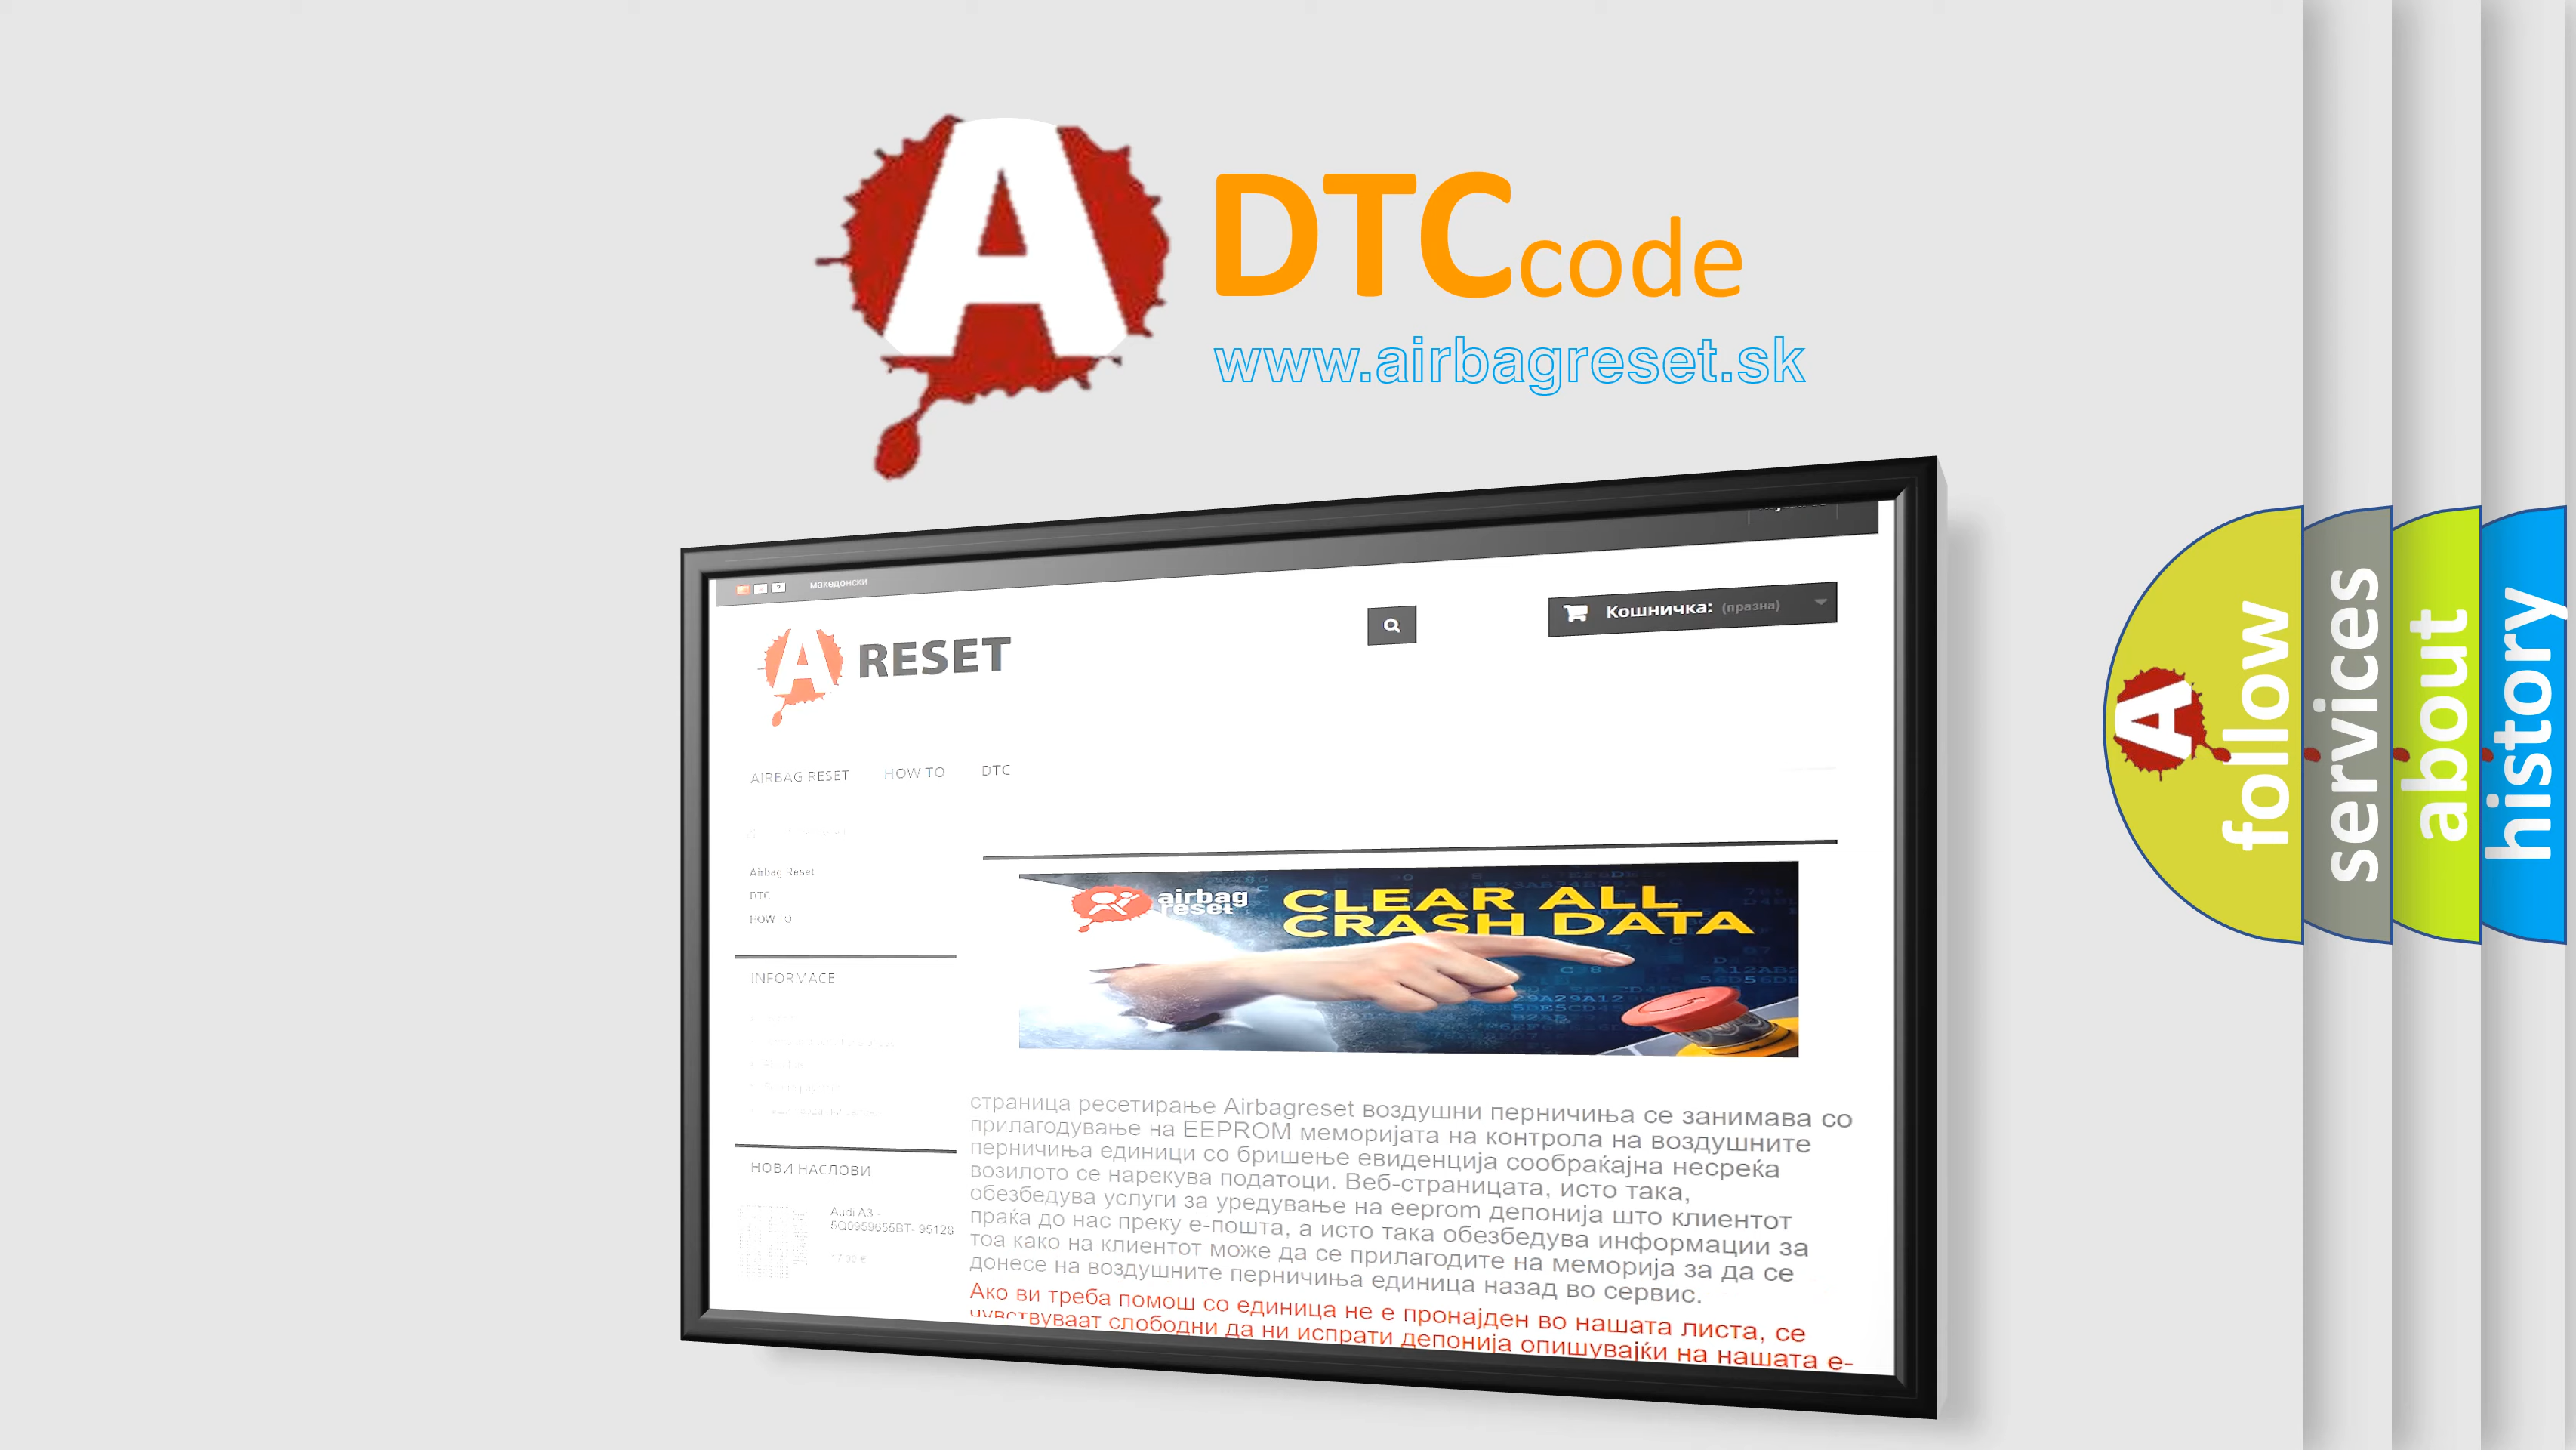 A DTCcode
www.airbagreset.sk
македонски
A RESET
Кошничка: (празна)
AIRBAG RESET HOW TO DTC
Airbag Reset
DTC
HOW TO
INFORMACE
НОВИ НАСЛОВИ
Audi A3 -
5Q0959655BT- 95128
17.00 €
airbag
reset
CLEAR ALL
CRASH DATA
страница ресетирање Airbagreset воздушни перничиња се занимава со
прилагодување на EEPROM меморијата на контрола на воздушните
перничиња единици со бришење евиденција сообраќајна несреќа
возилото се нарекува податоци. Веб-страницата, исто така,
обезбедува услуги за уредување на eeprom депонија што клиентот
праќа до нас преку е-пошта, а исто така обезбедува информации за
тоа како на клиентот може да се прилагодите на меморија за да се
донесе на воздушните перничиња единица назад во сервис.
Ако ви треба помош со единица не е пронајден во нашата листа, се
чувствуваат слободни да ни испрати депонија опишувајќи на нашата е-
A follow
services
about
history